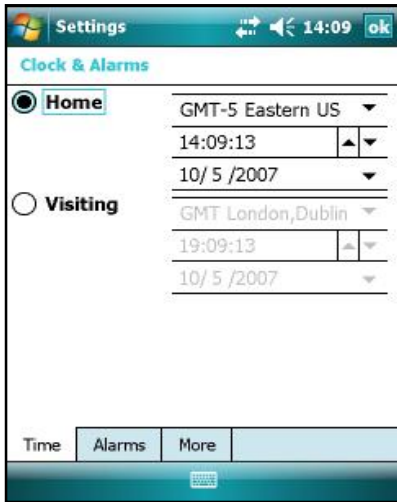 Settings 14:09 ok
Clock & Alarms
Home
GMT-5 Eastern US
14:09:13
10/ 5 /2007
Visiting
GMT London,Dublin
19:09:13
10/ 5 /2007
Time Alarms More